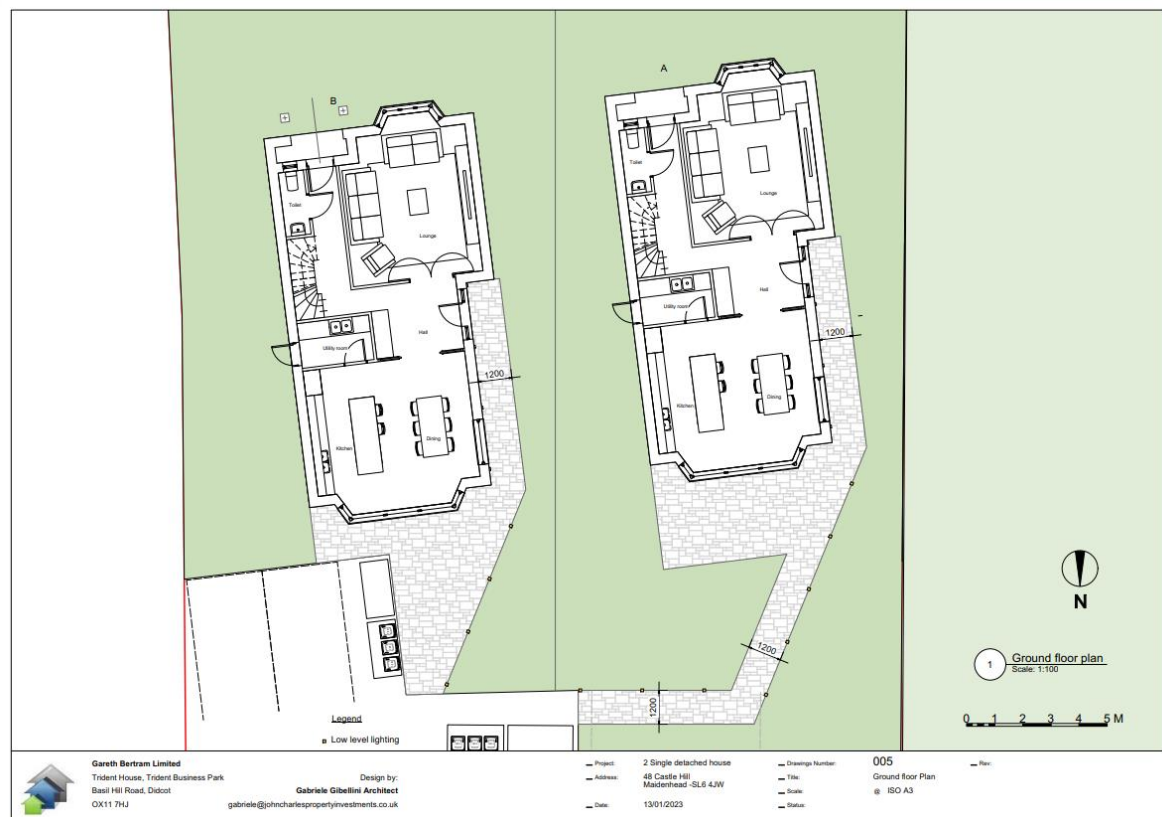 B
A
Toilet
Lounge
Hall
Utility room
1200
Kitchen
Dining
Toilet
Lounge
Hall
Utility room
1200
Kitchen
Dining
1200
1200
N
1
Ground floor plan
Scale: 1:100
0 1 2 3 4 5 M
Legend
Low level lighting
Gareth Bertram Limited
Trident House, Trident Business Park
Basil Hill Road, Didcot
OX11 7HJ
Design by:
Gabriele Gibellini Architect
gabriele@johncharlespropertyinvestments.co.uk
Project: 2 Single detached house
Address: 48 Castle Hill
Maidenhead -SL6 4JW
Date: 13/01/2023
Drawings Number: 005
Title: Ground floor Plan
Scale: @ ISO A3
Status:
Rev: